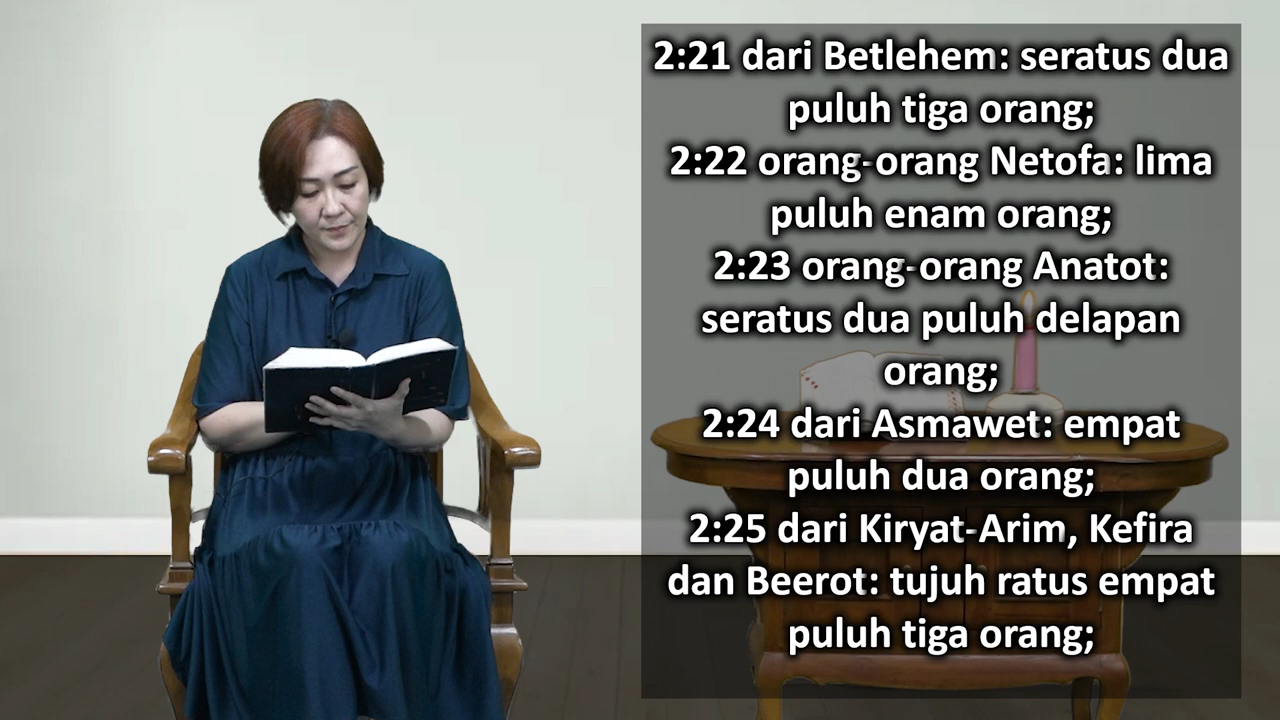 2:21 dari Betlehem: seratus dua
puluh tiga orang;
2:22 orang-orang Netofa: lima
puluh enam orang;
2:23 orang-orang Anatot:
seratus dua puluh delapan
orang;
2:24 dari Asmawet: empat
puluh dua orang;
2:25 dari Kiryat-Arim, Kefira
dan Beerot: tujuh ratus empat
puluh tiga orang;